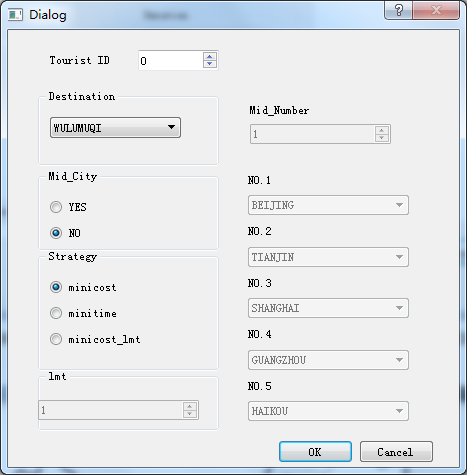 Dialog
Tourist ID
0
Destination
WULUMUQI
Mid_City
YES
NO
Strategy
minicost
minitime
minicost_lmt
lmt
1
Mid_Number
1
NO.1
BEIJING
NO.2
TIANJIN
NO.3
SHANGHAI
NO.4
GUANGZHOU
NO.5
HAIKOU
OK
Cancel